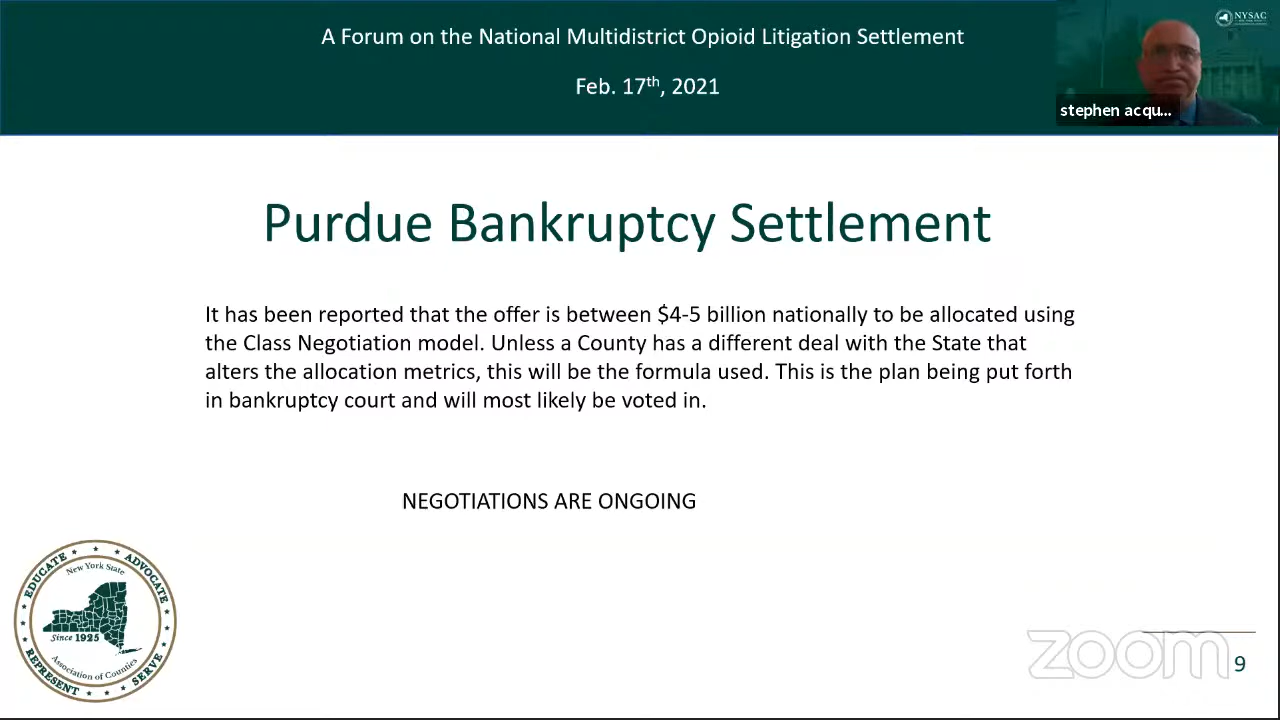 A Forum on the National Multidistrict Opioid Litigation Settlement
Feb. 17th, 2021
NYSAC
stephen acqu...
Purdue Bankruptcy Settlement
It has been reported that the offer is between $4-5 billion nationally to be allocated using
the Class Negotiation model. Unless a County has a different deal with the State that
alters the allocation metrics, this will be the formula used. This is the plan being put forth
in bankruptcy court and will most likely be voted in.
NEGOTIATIONS ARE ONGOING
EDUCATE ADVOCATE
New York State
Since 1925
Association of Counties
REPRESENT SERVE
zoom
9